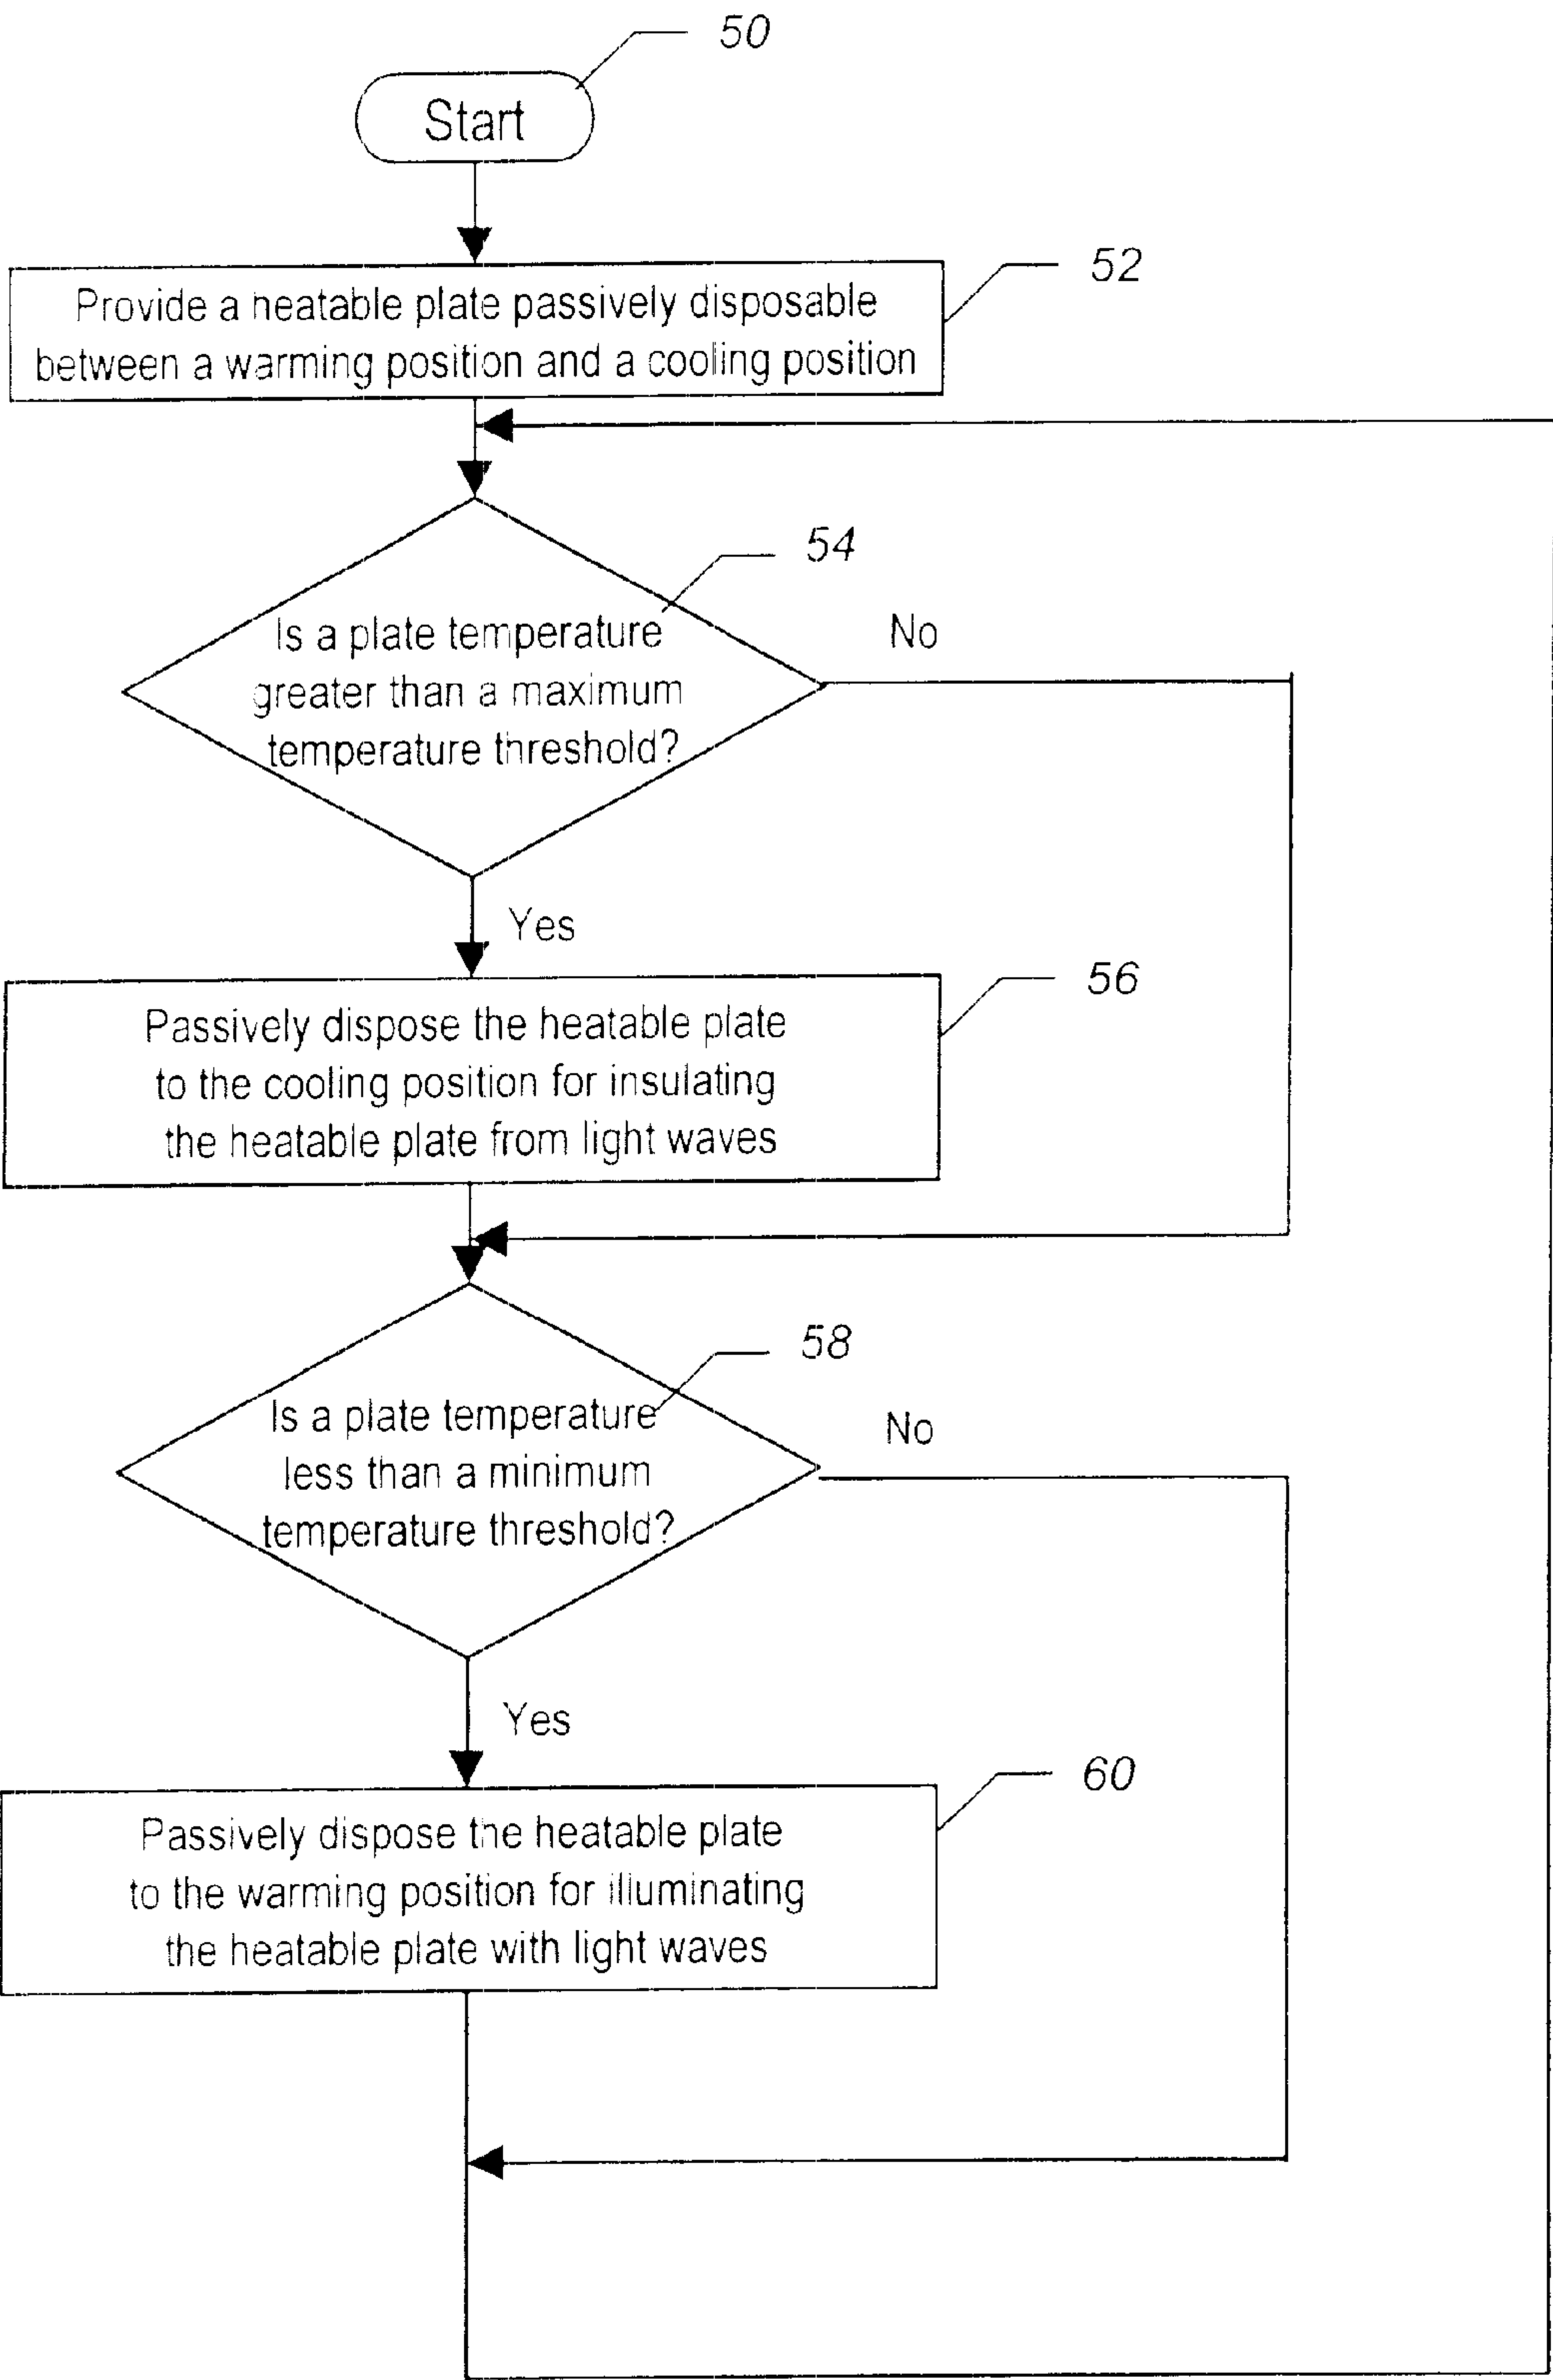 50
Start
52
Provide a heatable plate passively disposable
between a warming position and a cooling position
54
Is a plate temperature
greater than a maximum
temperature threshold?
No
Yes
56
Passively dispose the heatable plate
to the cooling position for insulating
the heatable plate from light waves
58
Is a plate temperature
less than a minimum
temperature threshold?
No
Yes
60
Passively dispose the heatable plate
to the warming position for illuminating
the heatable plate with light waves